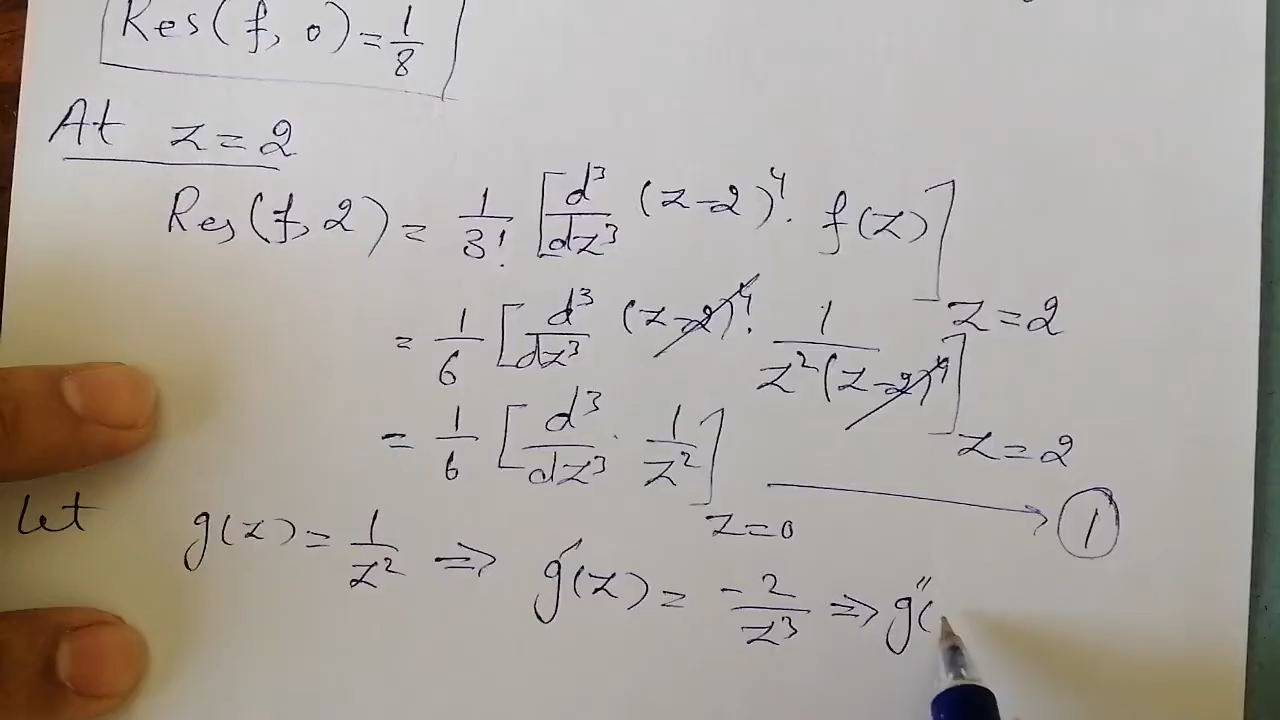 Res(f, 0) = 1/8
At z = 2
Res(f, 2) = 1/3! [d³/dz³ (z-2)⁴. f(z)] z=2
= 1/6 [d³/dz³ (z-2)⁴. 1/z²(z-2)⁴] z=2
= 1/6 [d³/dz³ . 1/z²] z=0 → 1
Let g(z) = 1/z² => g'(z) = -2/z³ => g''(